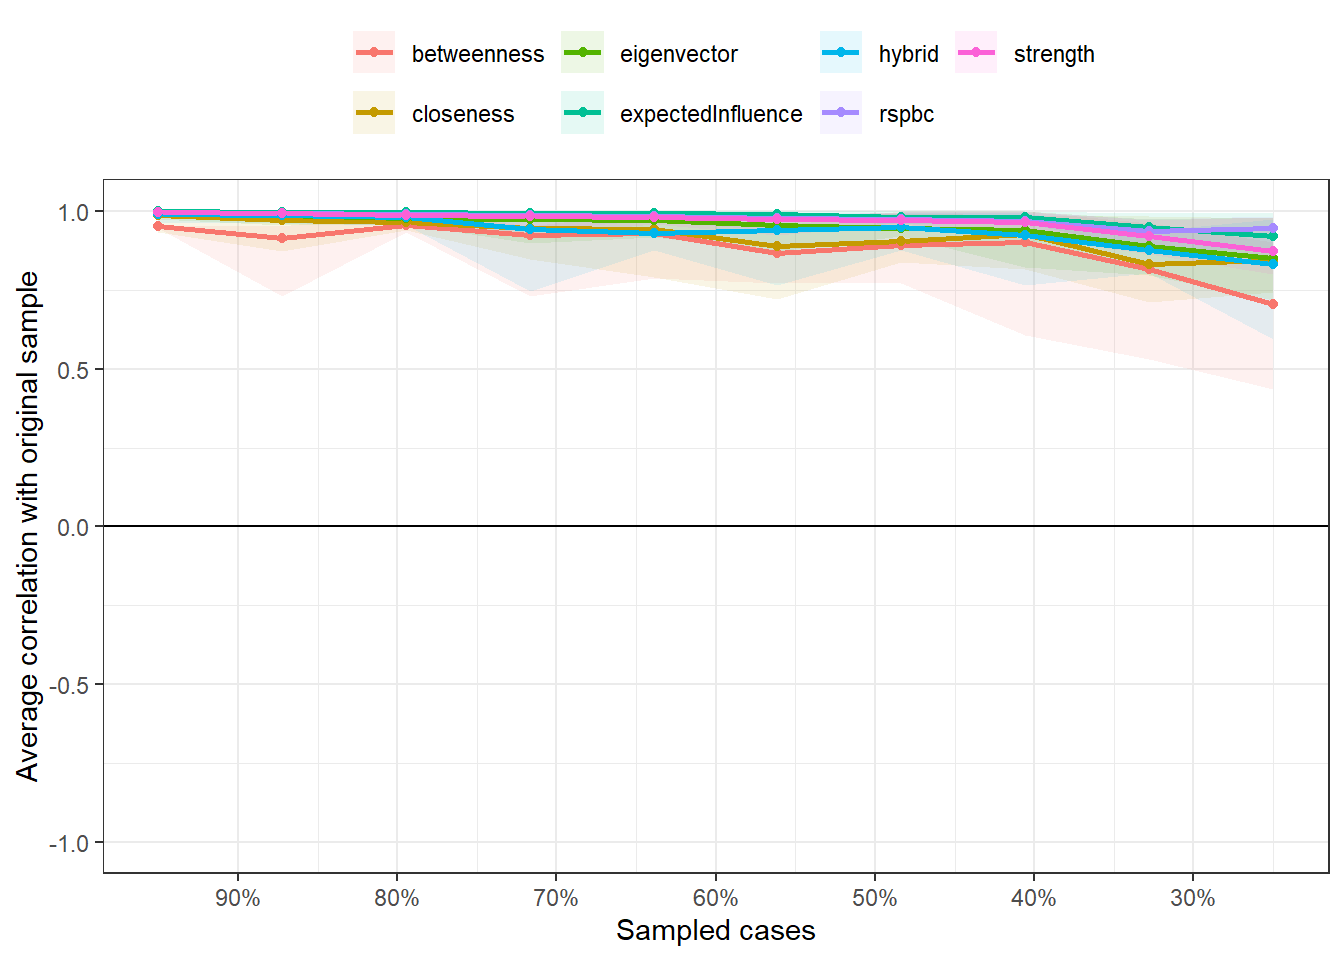 betweenness eigenvector hybrid strength
closeness expectedInfluence rspbc
Average correlation with original sample
1.0
0.5
0.0
-0.5
-1.0
90% 80% 70% 60% 50% 40% 30%
Sampled cases